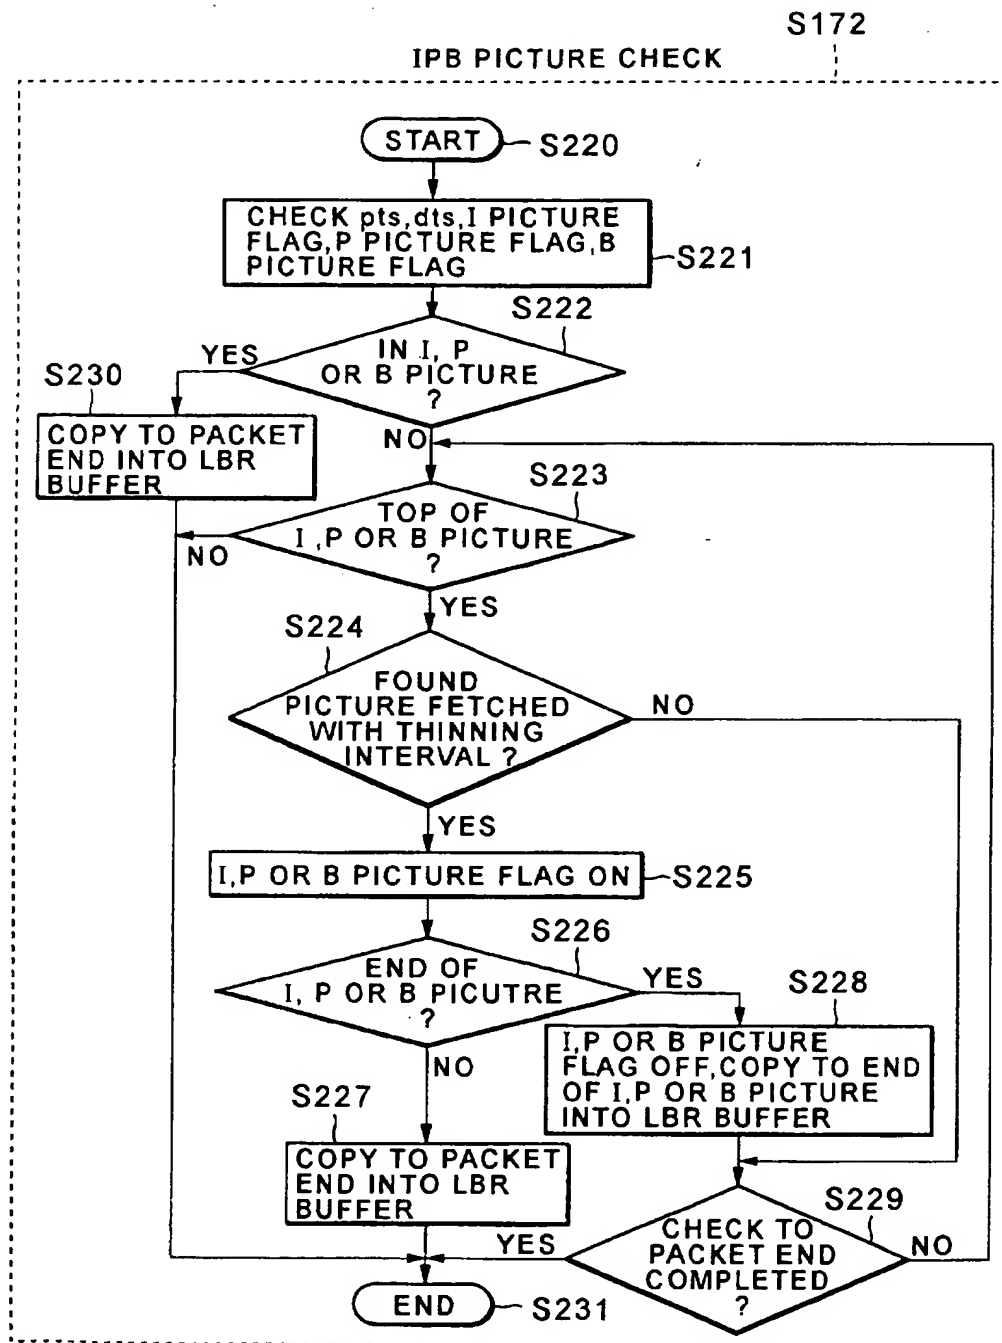 S172
IPB PICTURE CHECK
START
S220
CHECK pts,dts,I PICTURE
FLAG,P PICTURE FLAG,B
PICTURE FLAG
S221
S222
IN I, P
OR B PICTURE
?
YES
S230
COPY TO PACKET
END INTO LBR
BUFFER
NO
S223
TOP OF
I ,P OR B PICTURE
?
NO
YES
S224
FOUND
PICTURE FETCHED
WITH THINNING
INTERVAL ?
NO
YES
I,P OR B PICTURE FLAG ON
S225
S226
END OF
I, P OR B PICUTRE
?
YES
S228
I,P OR B PICTURE
FLAG OFF,COPY TO END
OF I,P OR B PICTURE
INTO LBR BUFFER
NO
S227
COPY TO PACKET
END INTO LBR
BUFFER
S229
CHECK TO
PACKET END
COMPLETED
?
YES
NO
END
S231